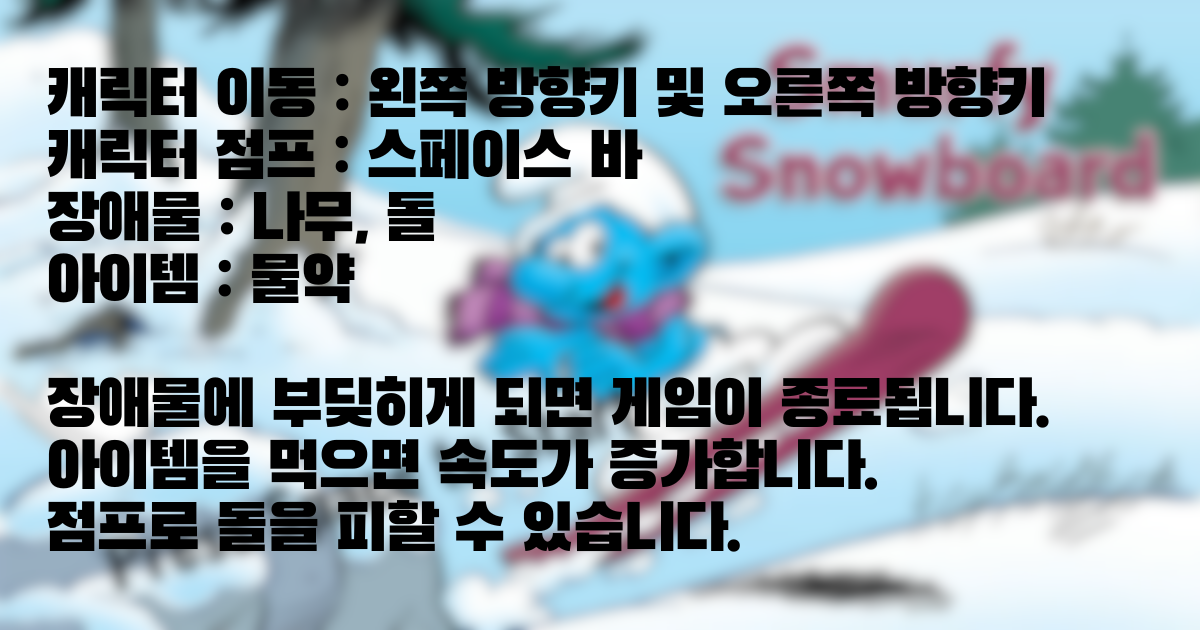 캐릭터 이동 : 왼쪽 방향키 및 오른쪽 방향키
캐릭터 점프 : 스페이스 바
장애물 : 나무, 돌
아이템 : 물약
장애물에 부딪히게 되면 게임이 종료됩니다.
아이템을 먹으면 속도가 증가합니다.
점프로 돌을 피할 수 있습니다.
Snowboard